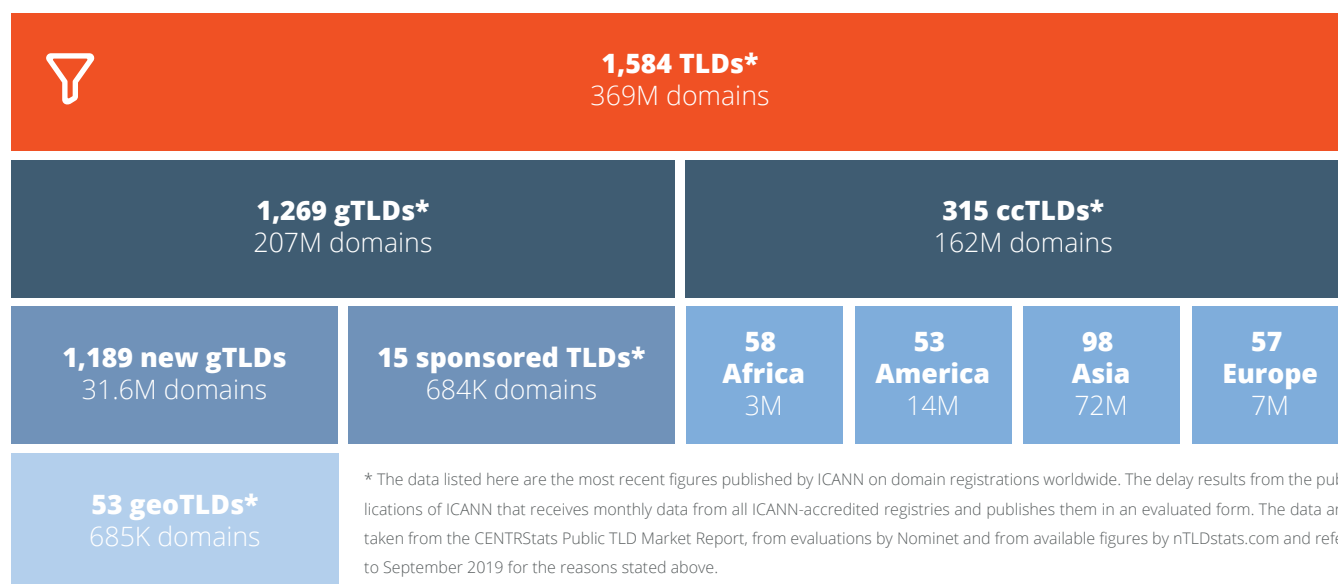 1,584 TLDs*
369M domains
1,269 gTLDs*
207M domains
315 ccTLDs*
162M domains
1,189 new gTLDs
31.6M domains
15 sponsored TLDs*
684K domains
58
Africa
3M
53
America
14M
98
Asia
72M
57
Europe
7M
53 geoTLDs*
685K domains
* The data listed here are the most recent figures published by ICANN on domain registrations worldwide. The delay results from the pub
lications of ICANN that receives monthly data from all ICANN-accredited registries and publishes them in an evaluated form. The data ar
taken from the CENTRStats Public TLD Market Report, from evaluations by Nominet and from available figures by nTLDstats.com and refe
to September 2019 for the reasons stated above.